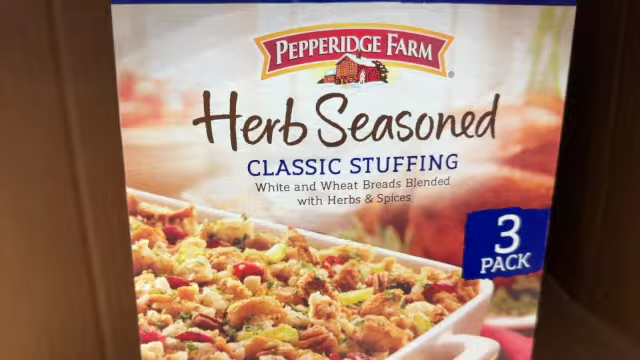 PEPPERIDGE FARM
®
Herb Seasoned
CLASSIC STUFFING
White and Wheat Breads Blended
with Herbs & Spices
3
PACK